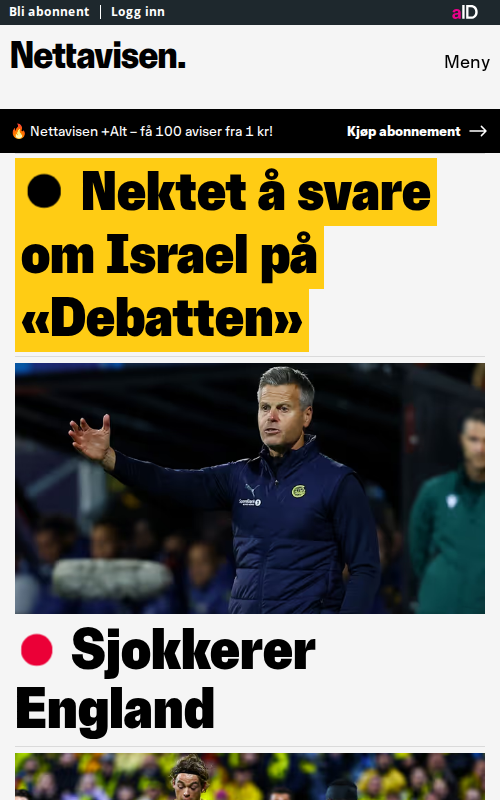 Bli abonnent | Logg inn
aID
Nettavisen.
Meny
🔥 Nettavisen +Alt – få 100 aviser fra 1 kr!
Kjøp abonnement →
● Nektet å svare
om Israel på
«Debatten»
● Sjokkerer
England